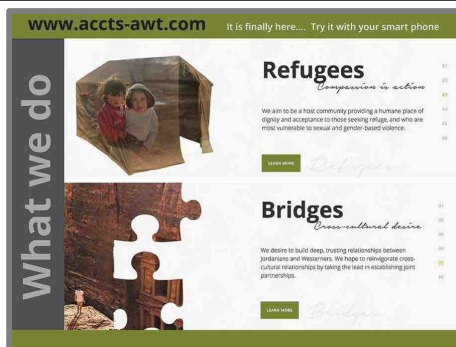 www.accts-awt.com
It is finally here.... Try it with your smart phone
What we do
Refugees
Compassion in action
We aim to be a host community providing a humane place of
dignity and acceptance to those seeking refuge, and who are
most vulnerable to sexual and gender-based violence.
LEARN MORE
Refugees
Bridges
Cross-cultural desire
We desire to build deep, trusting relationships between
Jordanians and Westerners. We hope to reinvigorate cross-
cultural relationships by taking the lead in establishing joint
partnerships.
LEARN MORE
Bridges